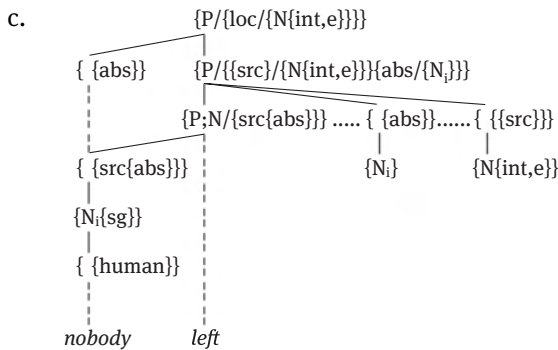 c. {P/{loc/{N{int,e}}}}
{ {abs}} {P/{{src}/{N{int,e}}}{abs/{Nᵢ}}}
{P;N/{src{abs}}} ..... { {abs}}...... { {{src}}}
{ {src{abs}}} {Nᵢ} {N{int,e}}
{Nᵢ{sg}}
{ {human}}
nobody left